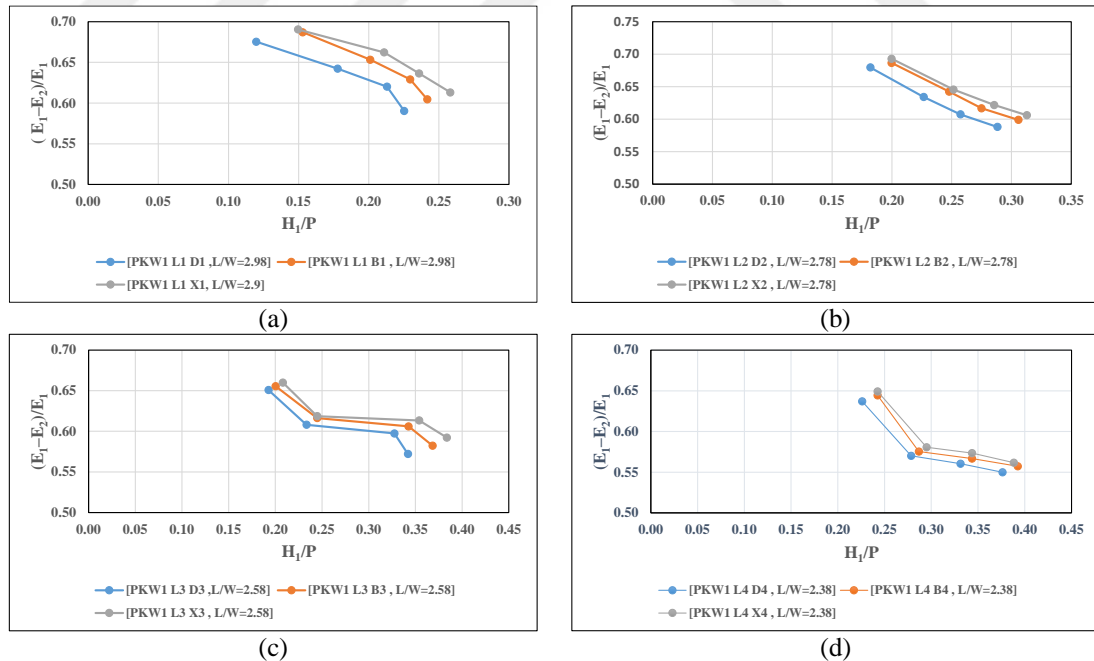 0.70
0.65
0.60
0.55
0.50
( E₁−E₂)/E₁
0.00 0.05 0.10 0.15 0.20 0.25 0.30
H₁/P
[PKW1 L1 D1 ,L/W=2.98] [PKW1 L1 B1 , L/W=2.98]
[PKW1 L1 X1, L/W=2.9]
(a)
0.75
0.70
0.65
0.60
0.55
0.50
(E₁−E₂)/E₁
0.00 0.05 0.10 0.15 0.20 0.25 0.30 0.35
H₁/P
[PKW1 L2 D2 , L/W=2.78] [PKW1 L2 B2 , L/W=2.78]
[PKW1 L2 X2 , L/W=2.78]
(b)
0.70
0.65
0.60
0.55
0.50
(E₁−E₂)/E₁
0.00 0.05 0.10 0.15 0.20 0.25 0.30 0.35 0.40 0.45
H₁/P
[PKW1 L3 D3 ,L/W=2.58] [PKW1 L3 B3 , L/W=2.58]
[PKW1 L3 X3 , L/W=2.58]
(c)
0.70
0.65
0.60
0.55
0.50
(E₁−E₂)/E₁
0.00 0.05 0.10 0.15 0.20 0.25 0.30 0.35 0.40 0.45
H₁/P
[PKW1 L4 D4 , L/W=2.38] [PKW1 L4 B4 , L/W=2.38]
[PKW1 L4 X4 , L/W=2.38]
(d)